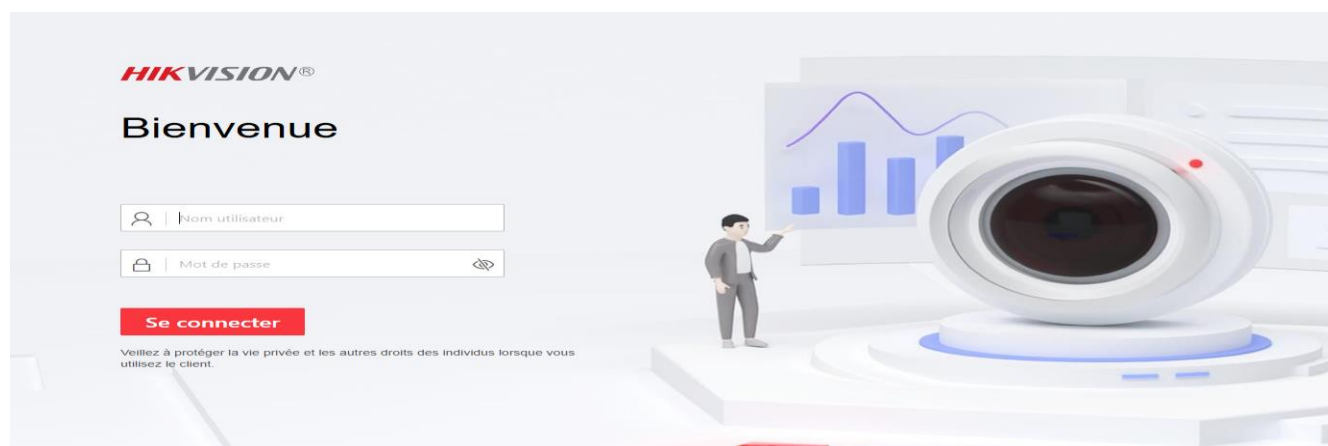 HIKVISION®
Bienvenue
Nom utilisateur
Mot de passe
Se connecter
Veillez à protéger la vie privée et les autres droits des individus lorsque vous
utilisez le client.